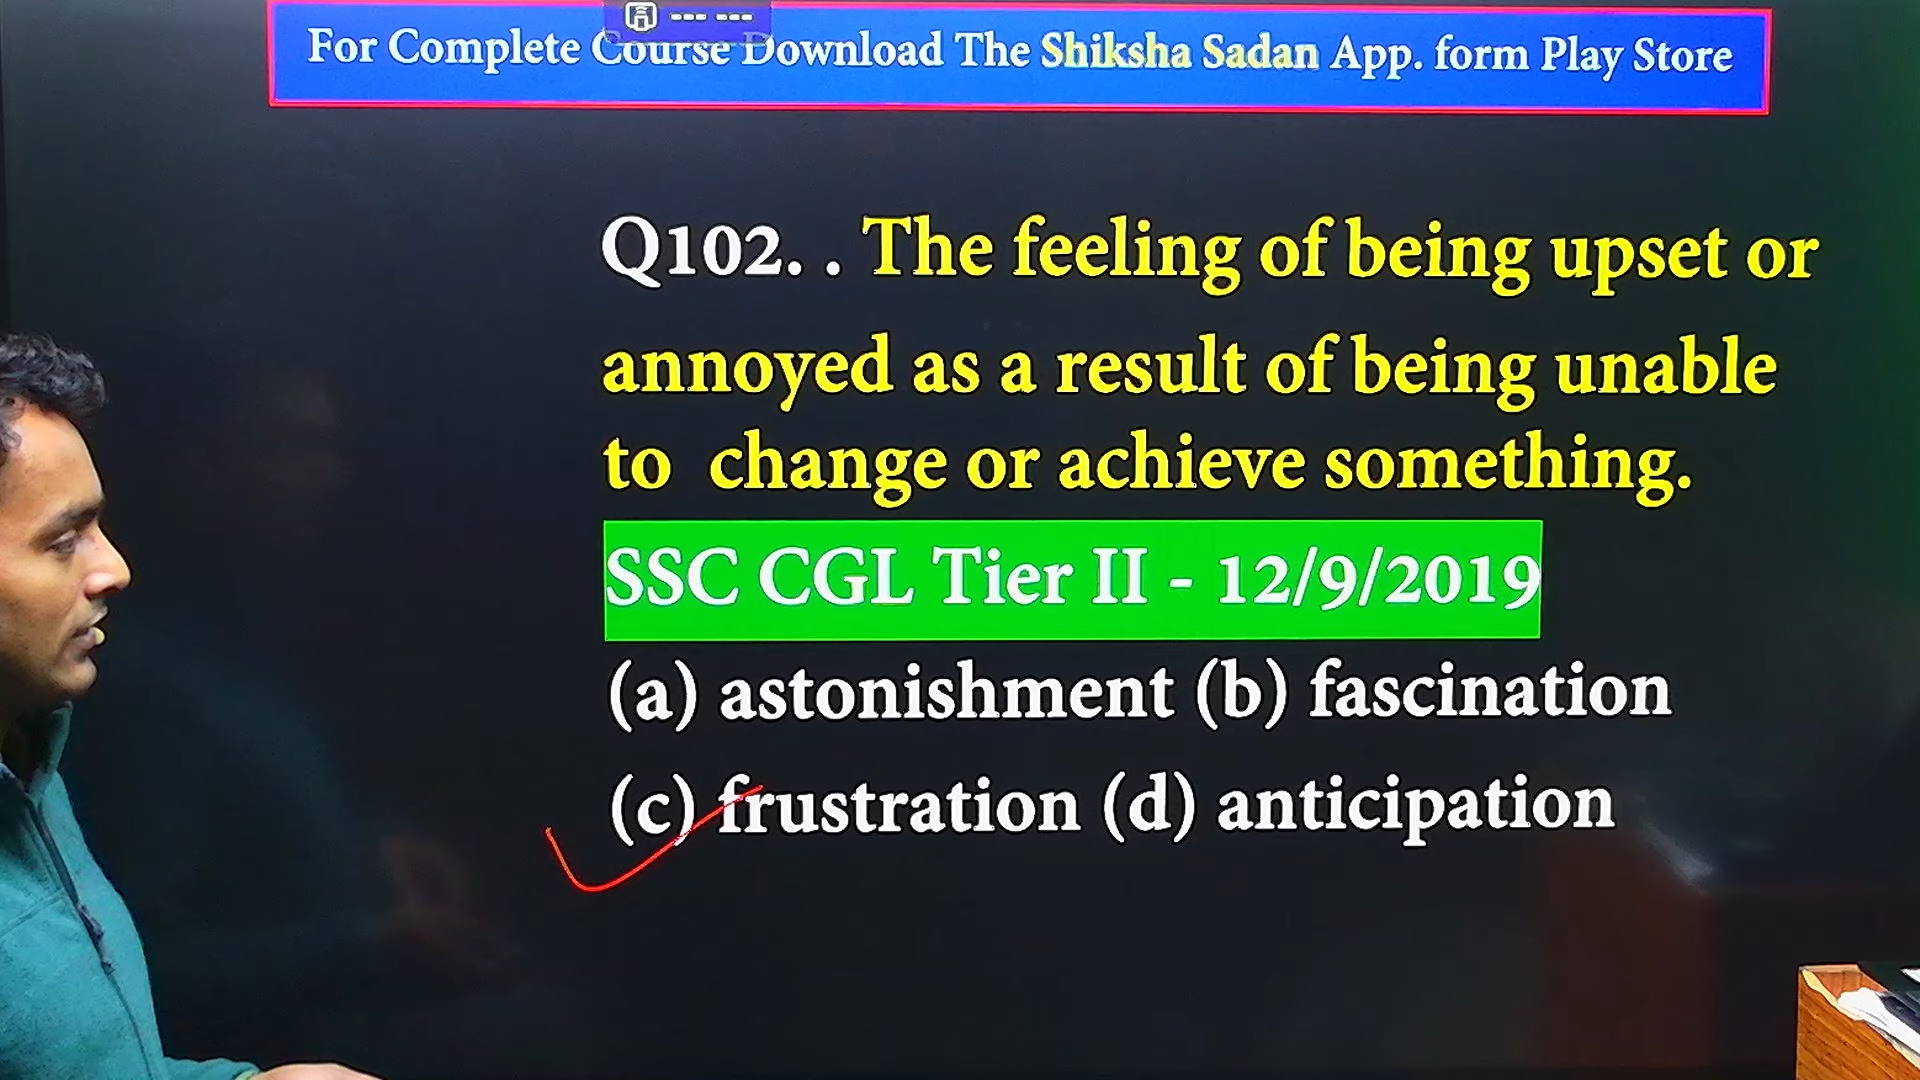 For Complete Course Download The Shiksha Sadan App. form Play Store
Q102. . The feeling of being upset or
annoyed as a result of being unable
to change or achieve something.
SSC CGL Tier II - 12/9/2019
(a) astonishment (b) fascination
(c) frustration (d) anticipation